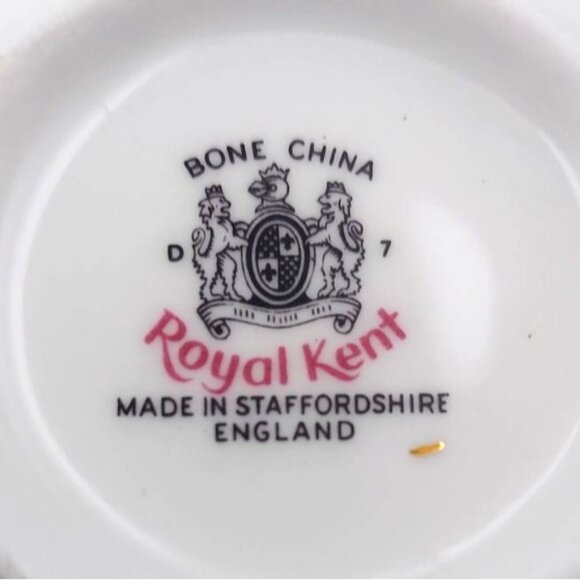 BONE CHINA
D 7
Royal Kent
MADE IN STAFFORDSHIRE
ENGLAND